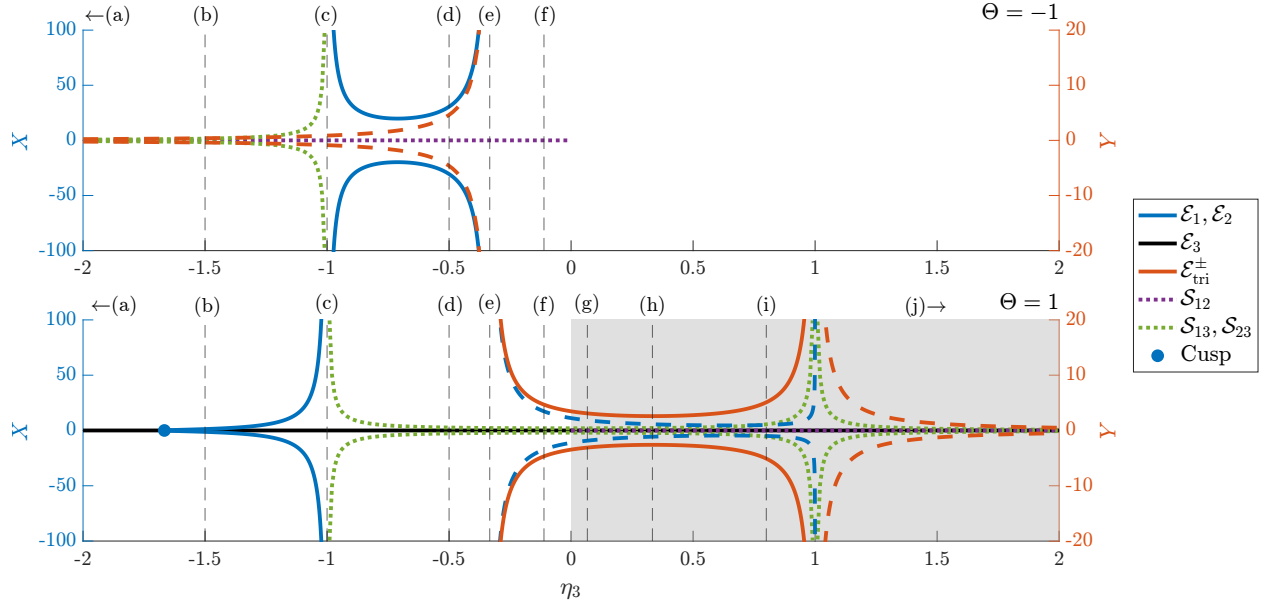 ←(a) (b) (c) (d) (e) (f) Θ = −1
100 20
50 10
X 0 0 Y
-50 -10
-100 -20
-2 -1.5 -1 -0.5 0 0.5 1 1.5 2
←(a) (b) (c) (d) (e) (f) (g) (h) (i) (j)→ Θ = 1
100 20
50 10
X 0 0 Y
-50 -10
-100 -20
-2 -1.5 -1 -0.5 0 0.5 1 1.5 2
η₃
ℰ₁, ℰ₂
ℰ₃
ℰ±tri
𝒮₁₂
𝒮₁₃, 𝒮₂₃
Cusp